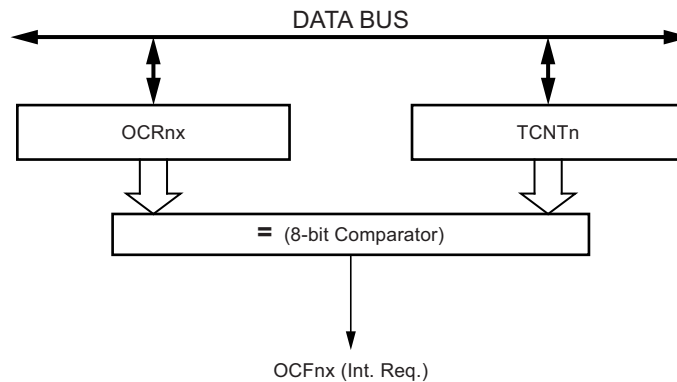 DATA BUS
OCRnx
TCNTn
= (8-bit Comparator)
OCFnx (Int. Req.)